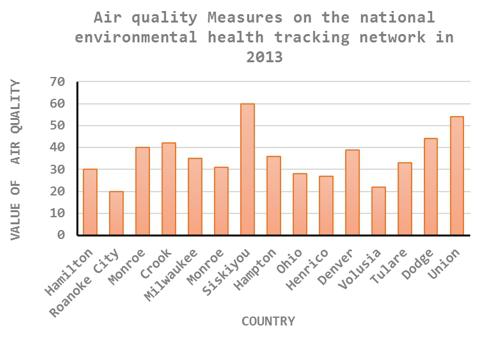 Air quality Measures on the national
environmental health tracking network in
2013
VALUE OF  AIR QUALITY
70
60
50
40
30
20
10
0
Hamilton
Roanoke City
Monroe
Crook
Milwaukee
Monroe
Siskiyou
Hampton
Ohio
Henrico
Denver
Volusia
Tulare
Dodge
Union
COUNTRY